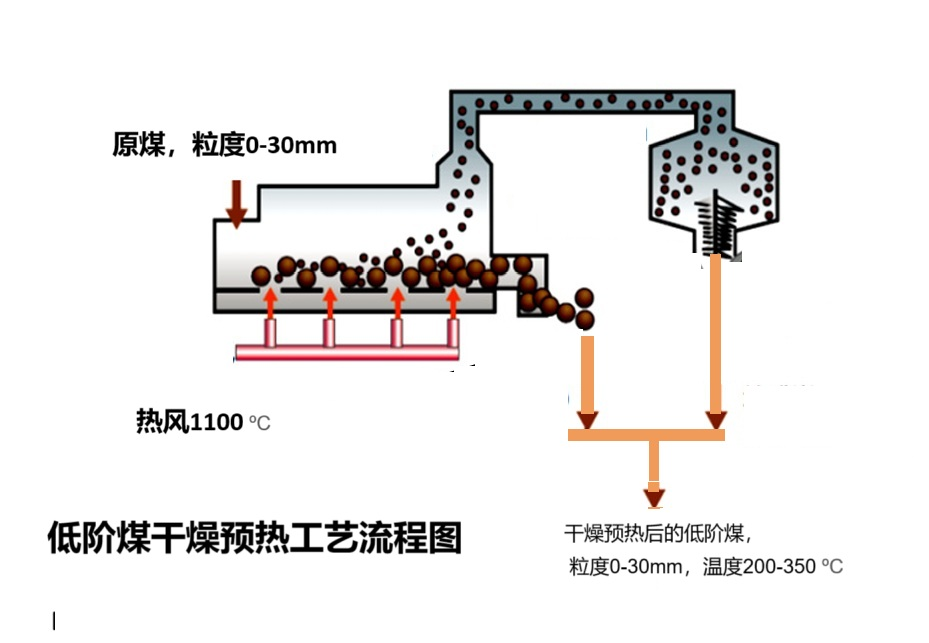 原煤，粒度0-30mm
热风1100 ℃
低阶煤干燥预热工艺流程图
干燥预热后的低阶煤，
粒度0-30mm，温度200-350 ℃